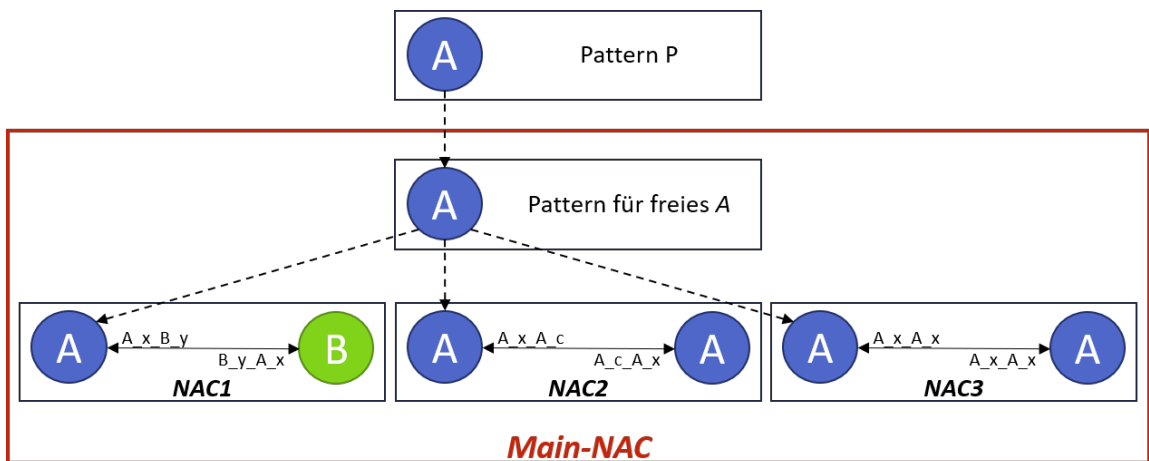 A
Pattern P
A
Pattern für freies A
A
A_x_B_y
B_y_A_x
B
NAC1
A
A_x_A_c
A_c_A_x
A
NAC2
A
A_x_A_x
A_x_A_x
A
NAC3
Main-NAC